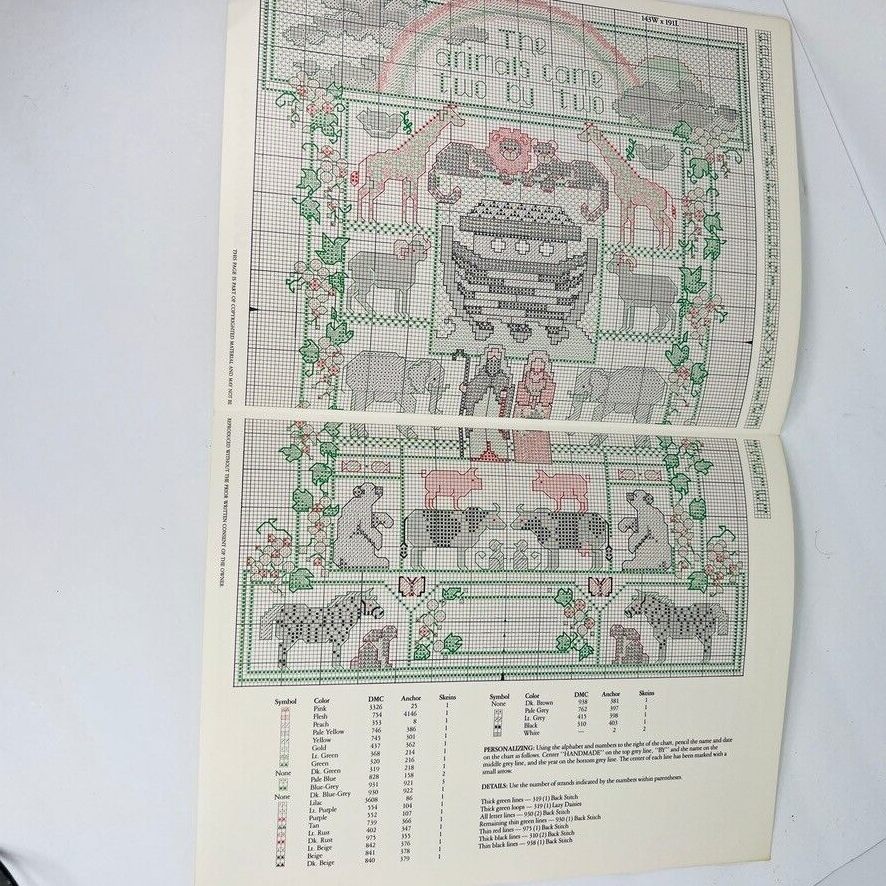 143W x 191L
The
animals came
two by two
THIS PAGE IS PART OF COPYRIGHTED MATERIAL AND MAY NOT BE
REPRODUCED WITHOUT THE PRIOR WRITTEN CONSENT OF THE OWNER
Symbol Color DMC Anchor Skeins
Pink 3326 25 1
Flesh 754 4146 1
Peach 353 8 1
Pale Yellow 746 386 1
Yellow 745 301 1
Gold 437 362 1
Lt. Green 368 214 1
Green 320 216 1
None Dk. Green 319 218 1
Pale Blue 828 158 2
Blue-Grey 931 921 3
None Dk. Blue-Grey 930 922 1
Lilac 3608 86 1
Lt. Purple 554 104 1
Purple 552 107 1
Tan 739 366 1
Lt. Rust 402 347 1
Dk. Rust 975 355 1
Lt. Beige 842 376 1
Beige 841 378 1
Dk. Beige 840 379 1
Symbol Color DMC Anchor Skeins
None Dk. Brown 938 381 1
Pale Grey 762 397 1
Lt. Grey 415 398 1
Black 310 403 1
White — 2 2
PERSONALIZING: Using the alphabet and numbers to the right of the chart, pencil the name and date
on the chart as follows. Center "HANDMADE" on the top grey line, "BY" and the name on the
middle grey line, and the year on the bottom grey line. The center of each line has been marked with a
small arrow.
DETAILS: Use the number of strands indicated by the numbers within parentheses.
Thick green lines — 319 (1) Back Stitch
Thick green loops — 319 (1) Lazy Daisies
All letter lines — 930 (2) Back Stitch
Remaining thin green lines — 930 (1) Back Stitch
Thin red lines — 975 (1) Back Stitch
Thick black lines — 310 (2) Back Stitch
Thin black lines — 938 (1) Back Stitch